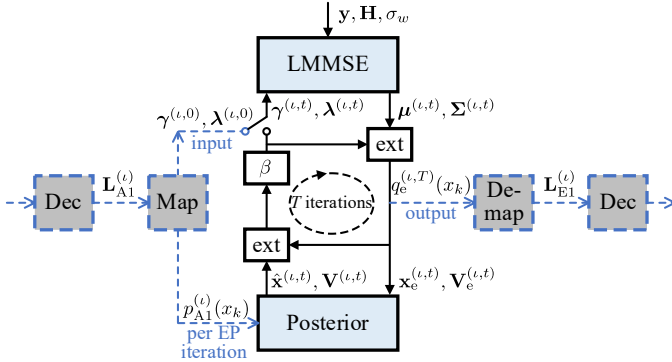 y, H, σ_w
LMMSE
γ^(ι,0), λ^(ι,0)
γ^(ι,t), λ^(ι,t)
μ^(ι,t), Σ^(ι,t)
input
ext
β
Dec
L_A1^(ι)
Map
T iterations
q_e^(ι,T)(x_k)
output
De-
map
L_E1^(ι)
Dec
ext
x̂^(ι,t), V^(ι,t)
x_e^(ι,t), V_e^(ι,t)
p_A1^(ι)(x_k)
per EP
iteration
Posterior